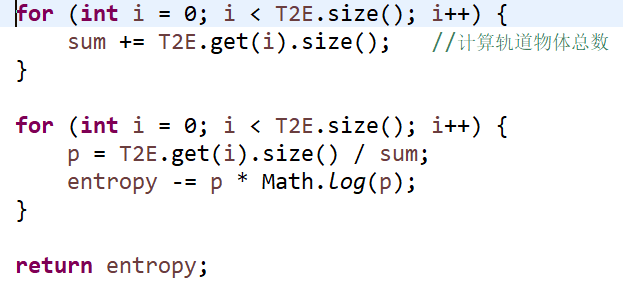 for (int i = 0; i < T2E.size(); i++) {
    sum += T2E.get(i).size();   //计算轨道物体总数
}
for (int i = 0; i < T2E.size(); i++) {
    p = T2E.get(i).size() / sum;
    entropy -= p * Math.log(p);
}
return entropy;